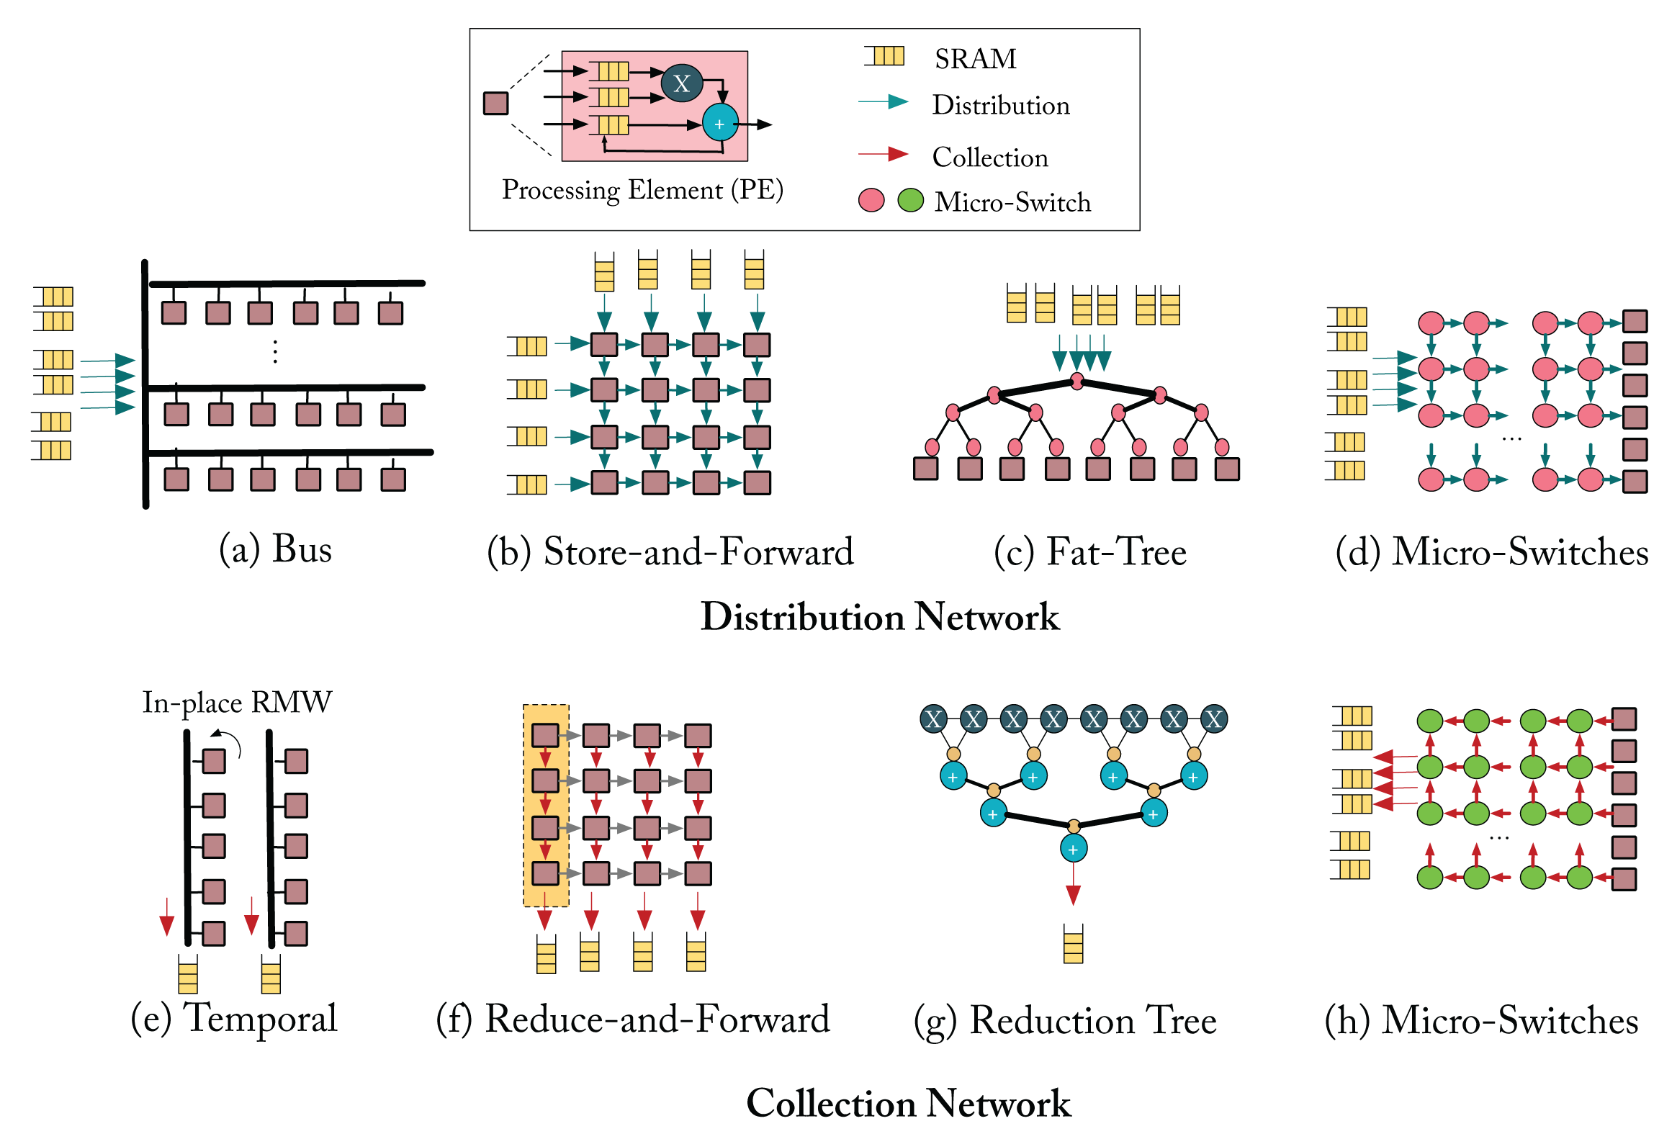 X
+
Processing Element (PE)
SRAM
Distribution
Collection
Micro-Switch
(a) Bus
(b) Store-and-Forward
(c) Fat-Tree
(d) Micro-Switches
Distribution Network
In-place RMW
X X X X X X X X
+ + + +
+ +
+
(e) Temporal
(f) Reduce-and-Forward
(g) Reduction Tree
(h) Micro-Switches
Collection Network